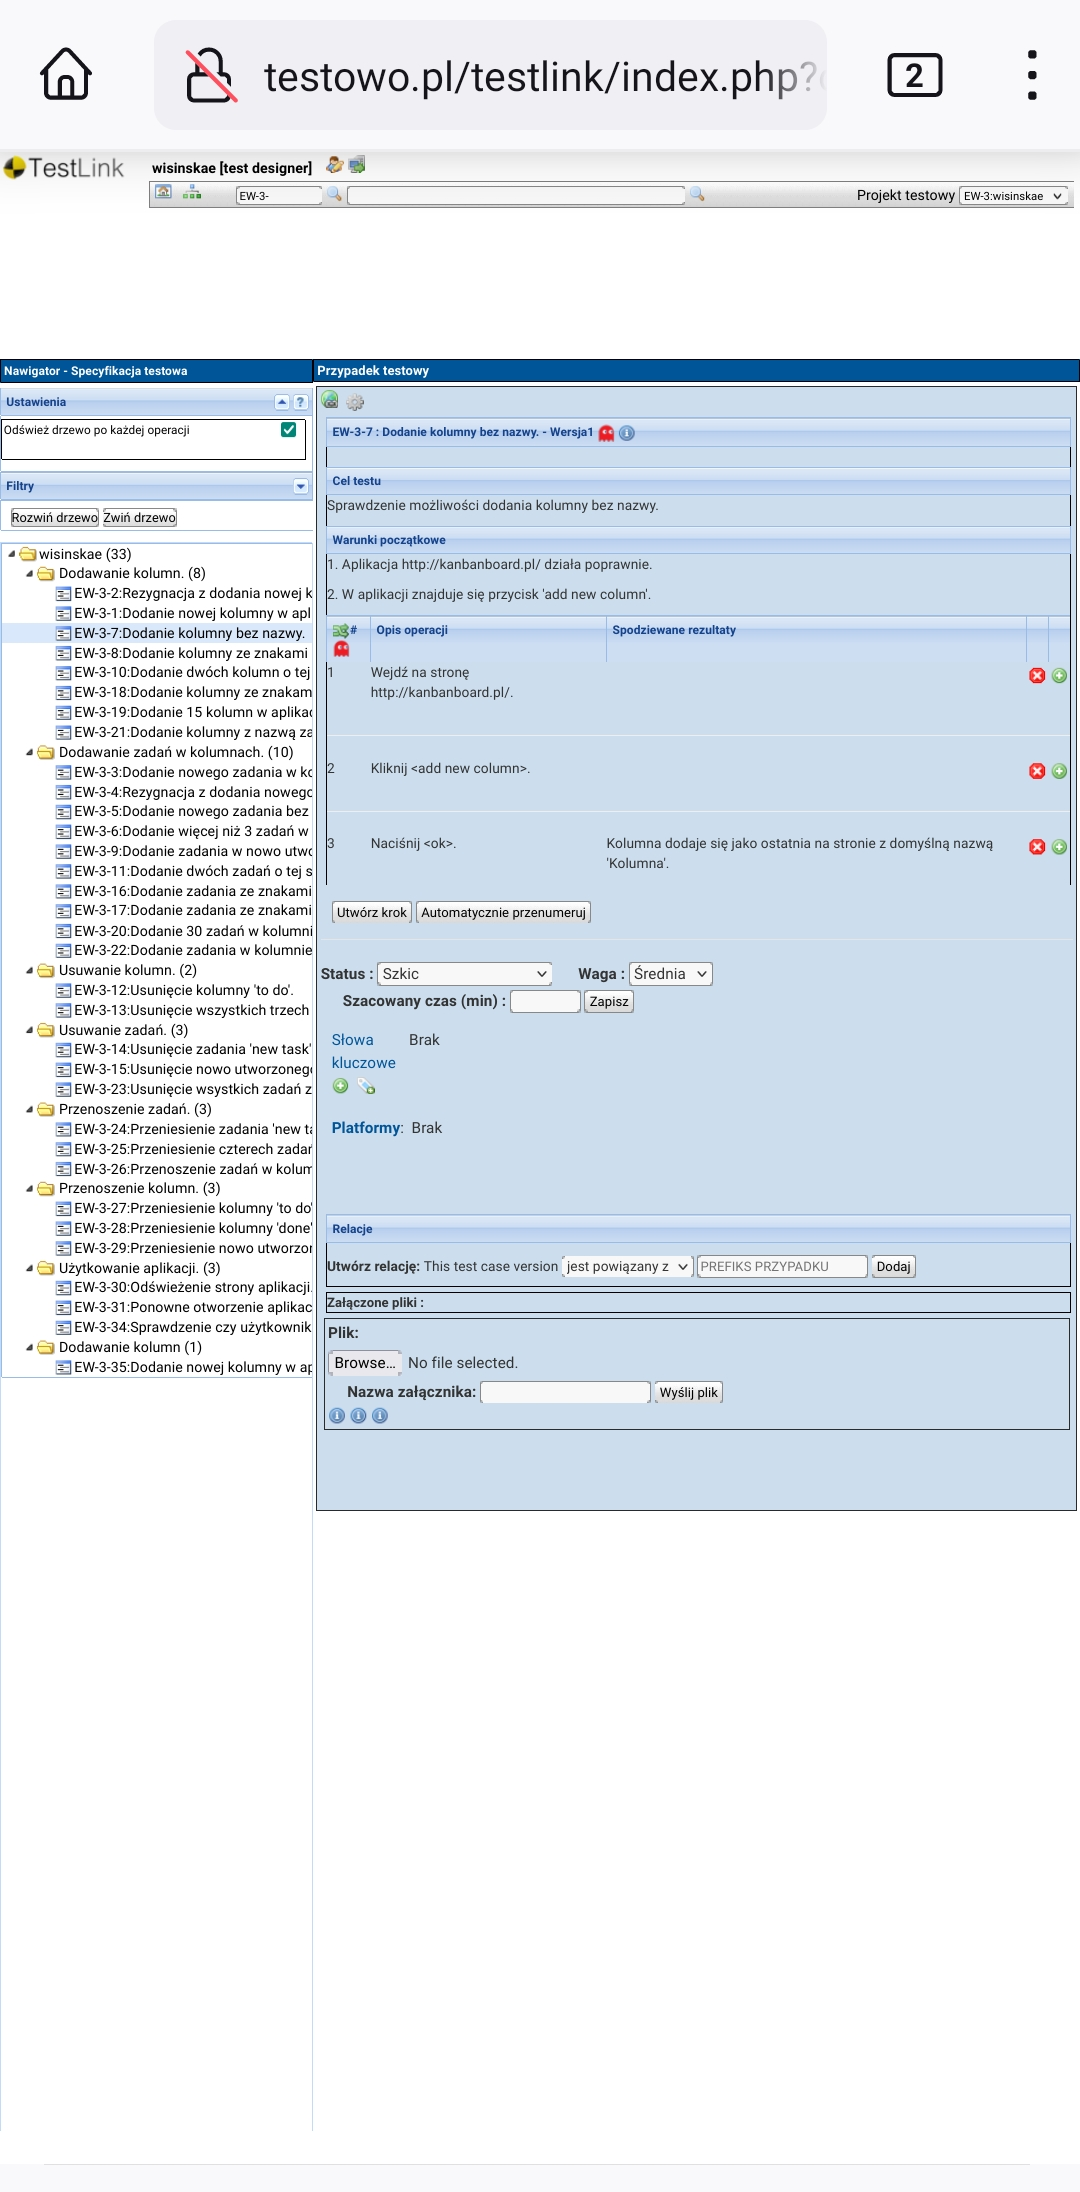 testowo.pl/testlink/index.php?
2
TestLink
wisinskae [test designer]
EW-3-
Projekt testowy
EW-3:wisinskae
Nawigator - Specyfikacja testowa
Ustawienia
?
Odśwież drzewo po każdej operacji
Filtry
Rozwiń drzewo
Zwiń drzewo
wisinskae (33)
Dodawanie kolumn. (8)
EW-3-2:Rezygnacja z dodania nowej k
EW-3-1:Dodanie nowej kolumny w apl
EW-3-7:Dodanie kolumny bez nazwy.
EW-3-8:Dodanie kolumny ze znakami
EW-3-10:Dodanie dwóch kolumn o tej
EW-3-18:Dodanie kolumny ze znakam
EW-3-19:Dodanie 15 kolumn w aplikac
EW-3-21:Dodanie kolumny z nazwą za
Dodawanie zadań w kolumnach. (10)
EW-3-3:Dodanie nowego zadania w ko
EW-3-4:Rezygnacja z dodania nowego
EW-3-5:Dodanie nowego zadania bez
EW-3-6:Dodanie więcej niż 3 zadań w
EW-3-9:Dodanie zadania w nowo utwo
EW-3-11:Dodanie dwóch zadań o tej s
EW-3-16:Dodanie zadania ze znakami
EW-3-17:Dodanie zadania ze znakami
EW-3-20:Dodanie 30 zadań w kolumni
EW-3-22:Dodanie zadania w kolumnie
Usuwanie kolumn. (2)
EW-3-12:Usunięcie kolumny 'to do'.
EW-3-13:Usunięcie wszystkich trzech
Usuwanie zadań. (3)
EW-3-14:Usunięcie zadania 'new task'
EW-3-15:Usunięcie nowo utworzoneg
EW-3-23:Usunięcie wsystkich zadań z
Przenoszenie zadań. (3)
EW-3-24:Przeniesienie zadania 'new ta
EW-3-25:Przeniesienie czterech zadań
EW-3-26:Przenoszenie zadań w kolum
Przenoszenie kolumn. (3)
EW-3-27:Przeniesienie kolumny 'to do'
EW-3-28:Przeniesienie kolumny 'done'
EW-3-29:Przeniesienie nowo utworzon
Użytkowanie aplikacji. (3)
EW-3-30:Odświeżenie strony aplikacji.
EW-3-31:Ponowne otworzenie aplikac
EW-3-34:Sprawdzenie czy użytkownik
Dodawanie kolumn (1)
EW-3-35:Dodanie nowej kolumny w ap
Przypadek testowy
EW-3-7 : Dodanie kolumny bez nazwy. - Wersja1
Cel testu
Sprawdzenie możliwości dodania kolumny bez nazwy.
Warunki początkowe
1. Aplikacja http://kanbanboard.pl/ działa poprawnie.
2. W aplikacji znajduje się przycisk 'add new column'.
# Opis operacji Spodziewane rezultaty
1 Wejdź na stronę
http://kanbanboard.pl/.
2 Kliknij <add new column>.
3 Naciśnij <ok>. Kolumna dodaje się jako ostatnia na stronie z domyślną nazwą
'Kolumna'.
Utwórz krok
Automatycznie przenumeruj
Status : Szkic Waga : Średnia
Szacowany czas (min) : Zapisz
Słowa Brak
kluczowe
Platformy: Brak
Relacje
Utwórz relację: This test case version jest powiązany z PREFIKS PRZYPADKU Dodaj
Załączone pliki :
Plik:
Browse... No file selected.
Nazwa załącznika: Wyślij plik